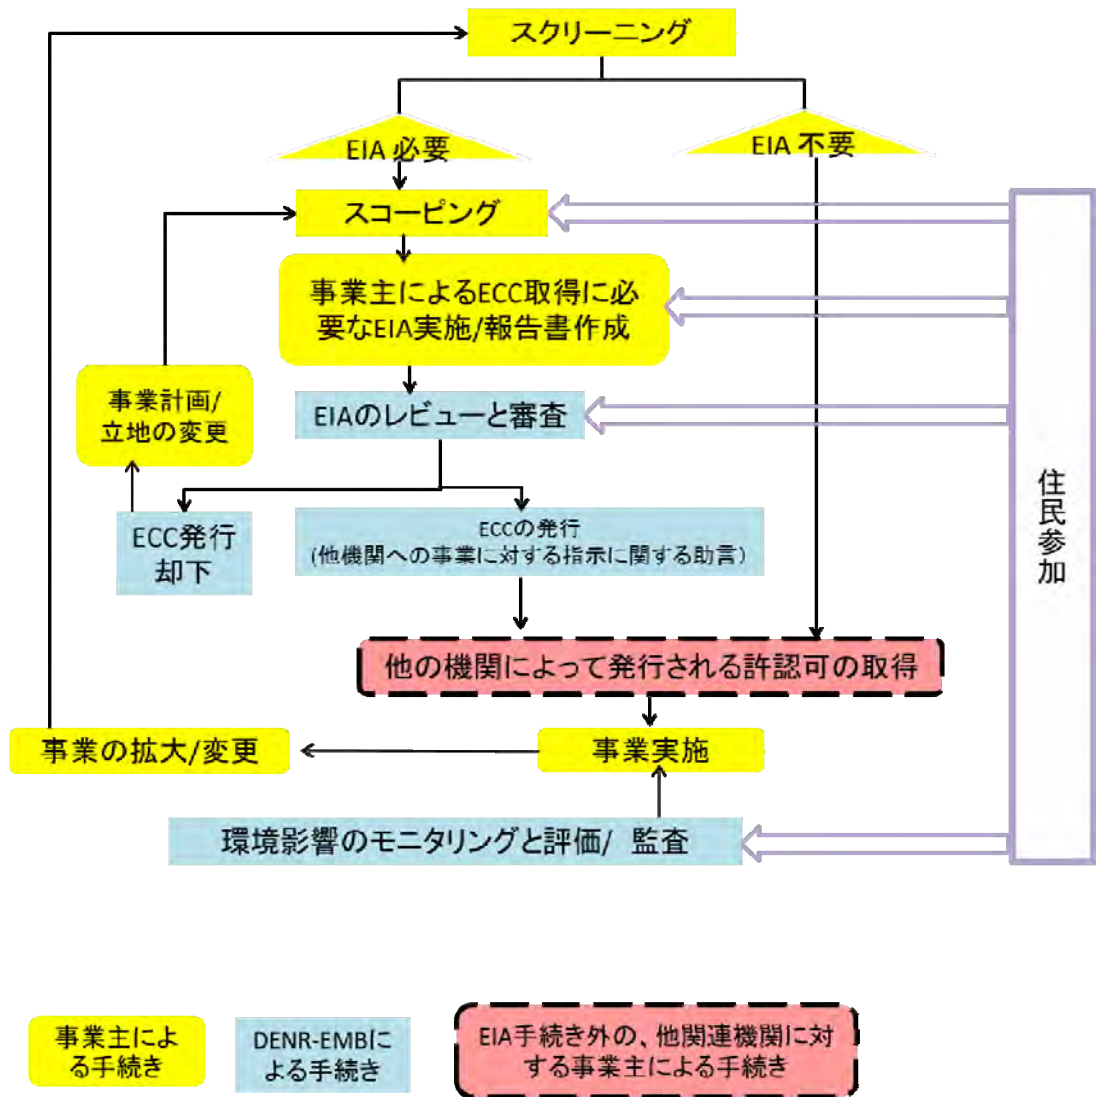 スクリーニング
EIA 必要
EIA 不要
スコーピング
事業主によるECC取得に必
要なEIA実施/報告書作成
事業計画/
立地の変更
EIAのレビューと審査
ECC発行
却下
ECCの発行
(他機関への事業に対する指示に関する助言)
住民参加
他の機関によって発行される許認可の取得
事業の拡大/変更
事業実施
環境影響のモニタリングと評価/ 監査
事業主によ
る手続き
DENR-EMBに
よる手続き
EIA手続き外の、他関連機関に対
する事業主による手続き